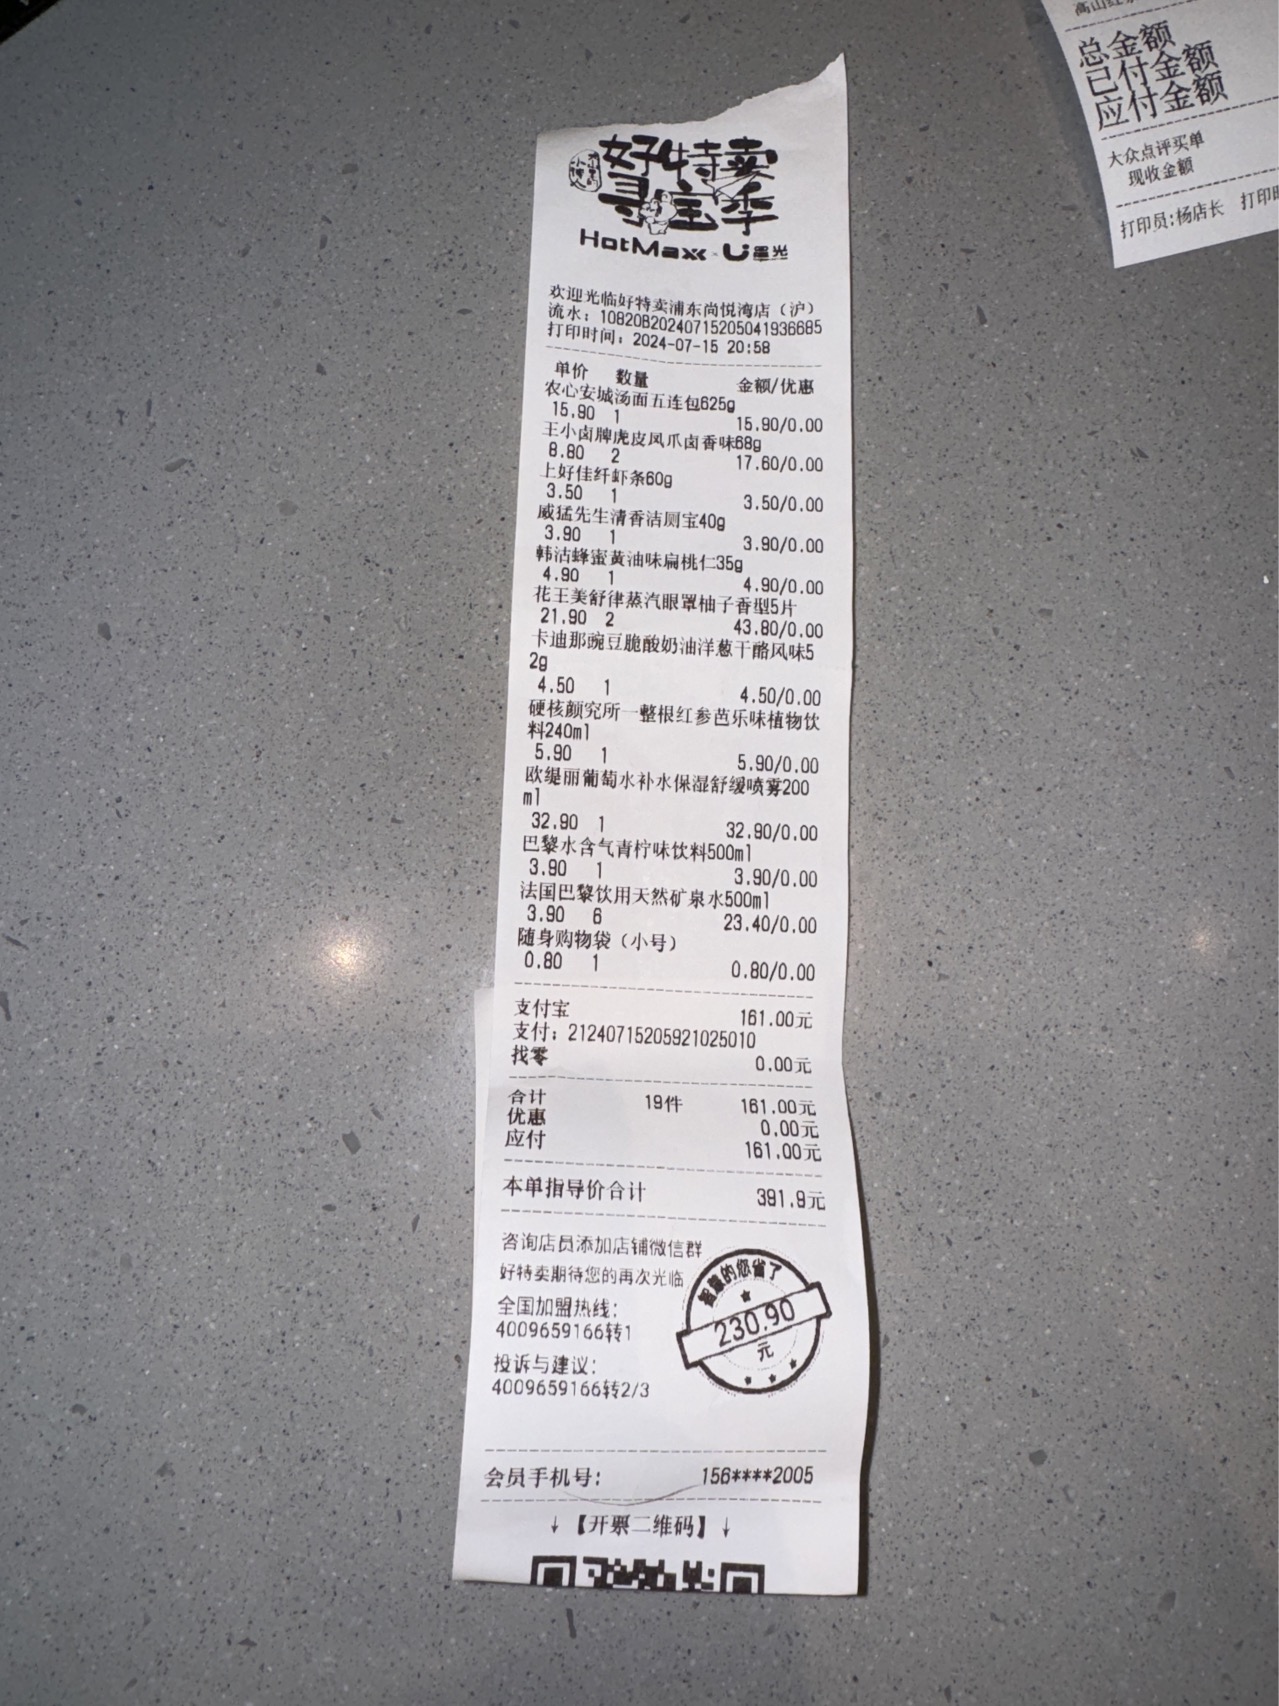 好特卖
寻宝季
HotMaxx·U星光
欢迎光临好特卖浦东尚悦湾店（沪）
流水：10820B20240715205041936685
打印时间：2024-07-15 20:58
单价 数量 金额/优惠
农心安城汤面五连包625g
15.90 1 15.90/0.00
王小卤牌虎皮凤爪卤香味68g
8.80 2 17.60/0.00
上好佳纤虾条60g
3.50 1 3.50/0.00
威猛先生清香洁厕宝40g
3.90 1 3.90/0.00
韩沽蜂蜜黄油味扁桃仁35g
4.90 1 4.90/0.00
花王美舒律蒸汽眼罩柚子香型5片
21.90 2 43.80/0.00
卡迪那豌豆脆酸奶油洋葱干酪风味5
2g
4.50 1 4.50/0.00
硬核颜究所一整根红参芭乐味植物饮
料240ml
5.90 1 5.90/0.00
欧缇丽葡萄水补水保湿舒缓喷雾200
ml
32.90 1 32.90/0.00
巴黎水含气青柠味饮料500ml
3.90 1 3.90/0.00
法国巴黎饮用天然矿泉水500ml
3.90 6 23.40/0.00
随身购物袋（小号）
0.80 1 0.80/0.00
支付宝 161.00元
支付：21240715205921025010
找零 0.00元
合计 19件 161.00元
优惠 0.00元
应付 161.00元
本单指导价合计 391.9元
咨询店员添加店铺微信群
好特卖期待您的再次光临
全国加盟热线：
4009659166转1
投诉与建议：
4009659166转2/3
智慧的您省了
230.90
元
会员手机号： 156****2005
↓【开票二维码】↓
高山红
总金额
已付金额
应付金额
大众点评买单
现收金额
打印员:杨店长 打印时